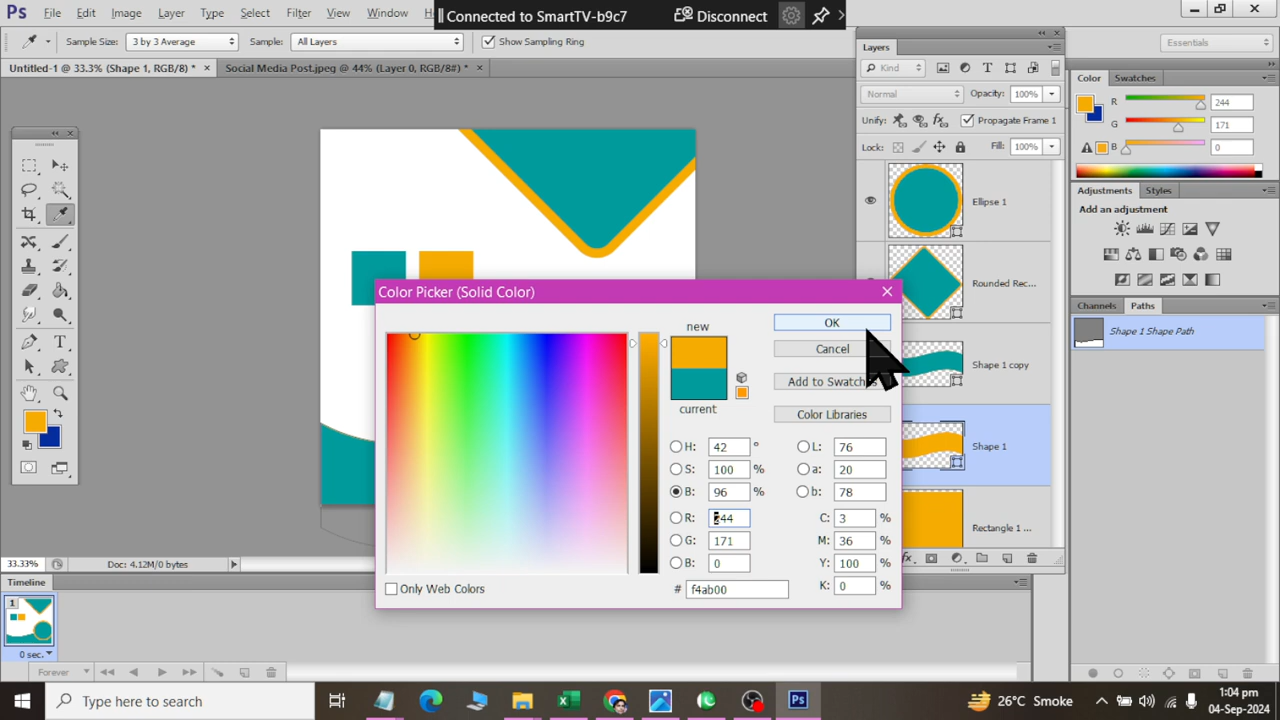 Ps File Edit Image Layer Type Select Filter View Window H
Connected to SmartTV-b9c7 Disconnect
Sample Size: 3 by 3 Average Sample: All Layers Show Sampling Ring
Essentials
Untitled-1 @ 33.3% (Shape 1, RGB/8) * × Social Media Post.jpeg @ 44% (Layer 0, RGB/8#) * ×
Layers
Kind
Normal Opacity: 100%
Unify: Propagate Frame 1
Lock: Fill: 100%
Ellipse 1
Rounded Rec...
Shape 1 copy
Shape 1
Rectangle 1 ...
fx
Color Swatches
R 244
G 171
B 0
Adjustments Styles
Add an adjustment
Channels Paths
Shape 1 Shape Path
Color Picker (Solid Color)
new
current
OK
Cancel
Add to Swatches
Color Libraries
H: 42 °
S: 100 %
B: 96 %
R: 244
G: 171
B: 0
L: 76
a: 20
b: 78
C: 3 %
M: 36 %
Y: 100 %
K: 0 %
Only Web Colors
# f4ab00
33.33% Doc: 4.12M/0 bytes
Timeline
1
0 sec.
Forever
Type here to search
26°C Smoke
1:04 pm
04-Sep-2024